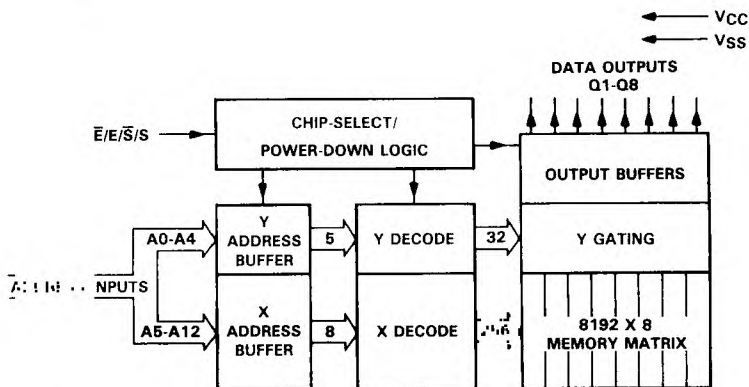 VCC
VSS
DATA OUTPUTS
Q1-Q8
E̅/E/S̅/S
CHIP-SELECT/
POWER-DOWN LOGIC
OUTPUT BUFFERS
A0-A4
Y
ADDRESS
BUFFER
5
Y DECODE
32
Y GATING
A5-A12
X
ADDRESS
BUFFER
8
X DECODE
8192 X 8
MEMORY MATRIX